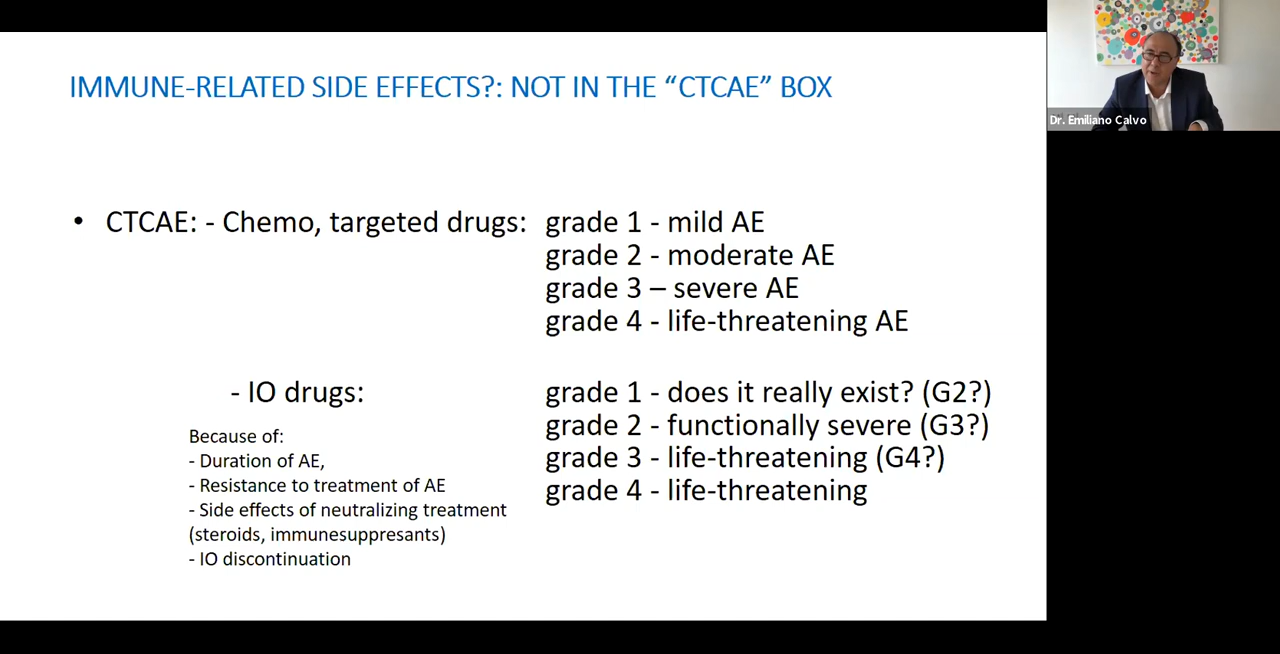 IMMUNE-RELATED SIDE EFFECTS?: NOT IN THE “CTCAE” BOX
Dr. Emiliano Calvo
• CTCAE: - Chemo, targeted drugs: grade 1 - mild AE
grade 2 - moderate AE
grade 3 – severe AE
grade 4 - life-threatening AE
- IO drugs: grade 1 - does it really exist? (G2?)
grade 2 - functionally severe (G3?)
grade 3 - life-threatening (G4?)
grade 4 - life-threatening
Because of:
- Duration of AE,
- Resistance to treatment of AE
- Side effects of neutralizing treatment
(steroids, immunesuppresants)
- IO discontinuation